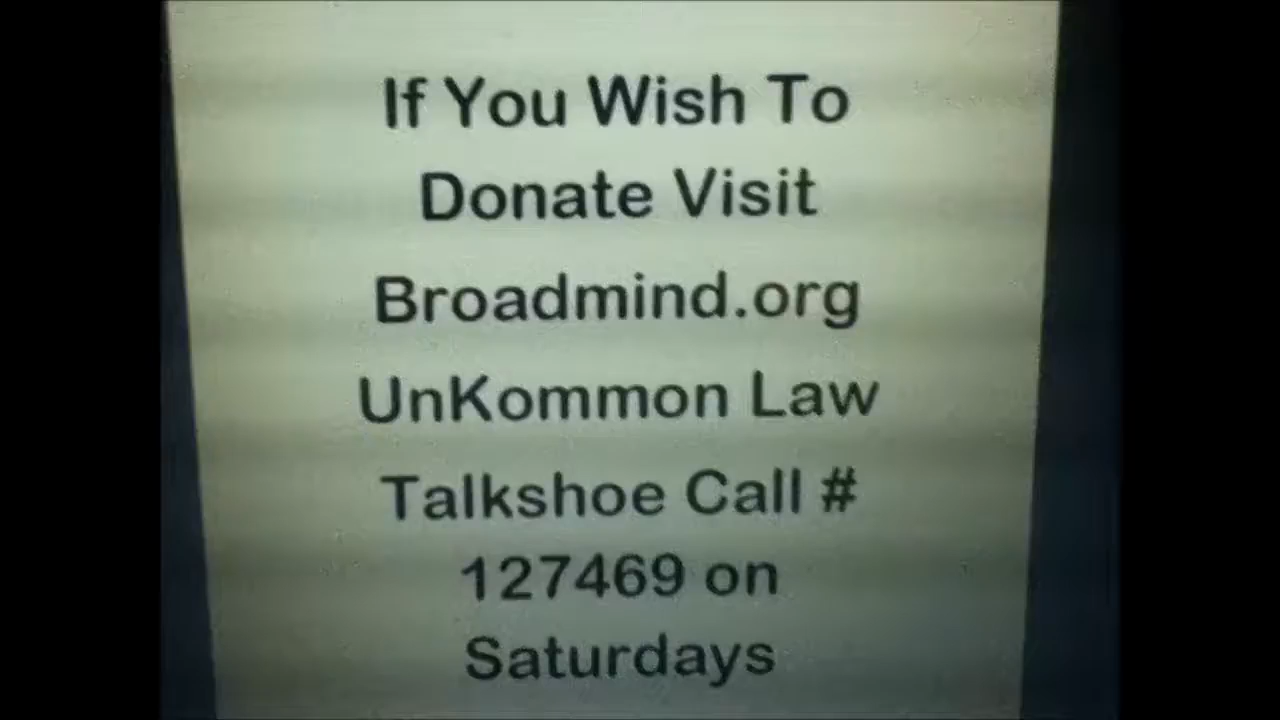 If You Wish To
Donate Visit
Broadmind.org
UnKommon Law
Talkshoe Call #
127469 on
Saturdays